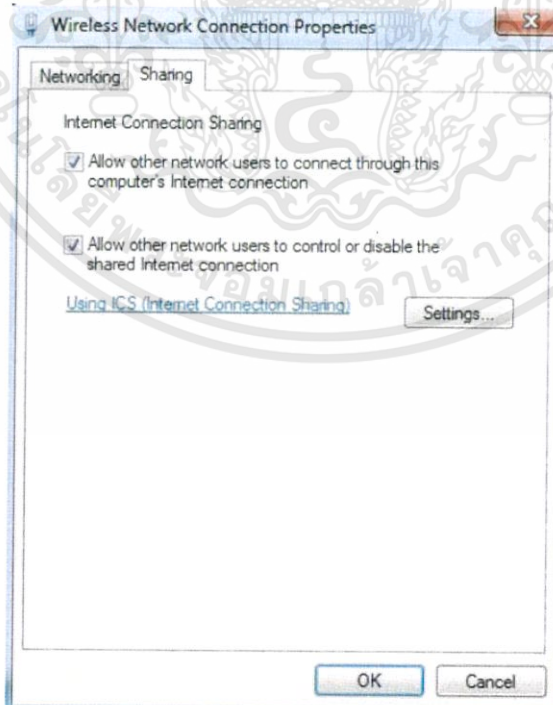 Wireless Network Connection Properties
Networking
Sharing
Internet Connection Sharing
Allow other network users to connect through this
computer's Internet connection
Allow other network users to control or disable the
shared Internet connection
Using ICS (Internet Connection Sharing)
Settings...
OK
Cancel